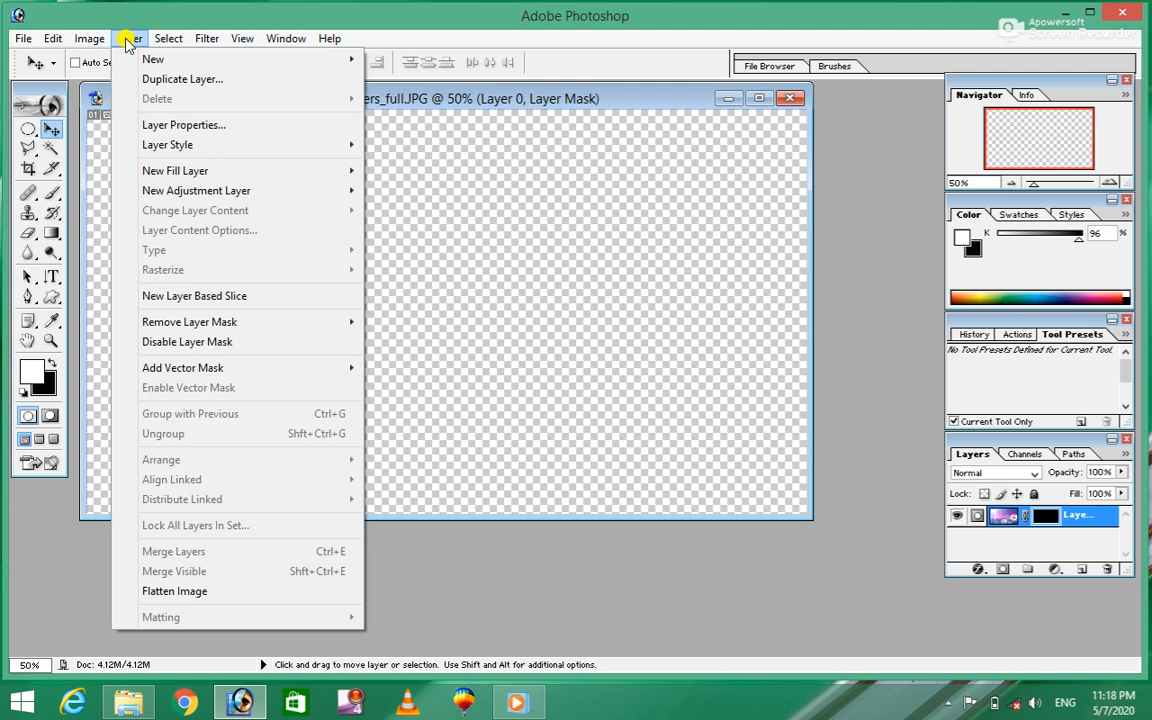 Adobe Photoshop
Apowersoft
Screen Recorder
File Edit Image Select Filter View Window Help
File Browser Brushes
ers_full.JPG @ 50% (Layer 0, Layer Mask)
New
Duplicate Layer...
Delete
Layer Properties...
Layer Style
New Fill Layer
New Adjustment Layer
Change Layer Content
Layer Content Options...
Type
Rasterize
New Layer Based Slice
Remove Layer Mask
Disable Layer Mask
Add Vector Mask
Enable Vector Mask
Group with Previous Ctrl+G
Ungroup Shft+Ctrl+G
Arrange
Align Linked
Distribute Linked
Lock All Layers In Set...
Merge Layers Ctrl+E
Merge Visible Shft+Ctrl+E
Flatten Image
Matting
Navigator Info
50%
Color Swatches Styles
K 96 %
History Actions Tool Presets
No Tool Presets Defined for Current Tool.
Current Tool Only
Layers Channels Paths
Normal Opacity: 100%
Lock: Fill: 100%
Laye...
50% Doc: 4.12M/4.12M Click and drag to move layer or selection. Use Shift and Alt for additional options.
ENG
11:18 PM
5/7/2020